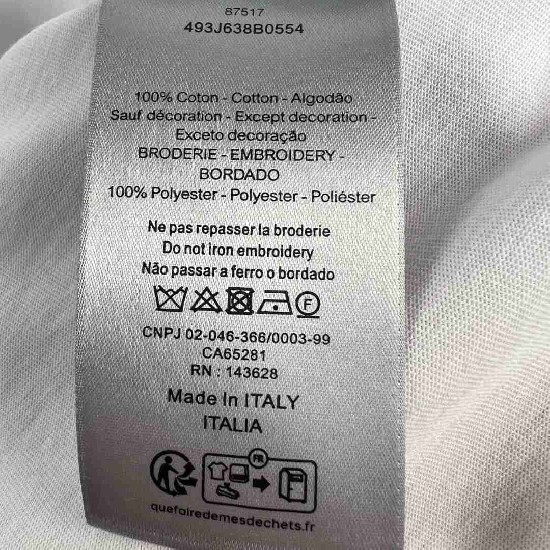 87517
493J638B0554
100% Coton - Cotton - Algodão
Sauf décoration - Except decoration -
Exceto decoração
BRODERIE - EMBROIDERY -
BORDADO
100% Polyester - Polyester - Poliéster
Ne pas repasser la broderie
Do not iron embroidery
Não passar a ferro o bordado
F
CNPJ 02-046-366/0003-99
CA65281
RN : 143628
Made In ITALY
ITALIA
FR
quefairedemesdechets.fr